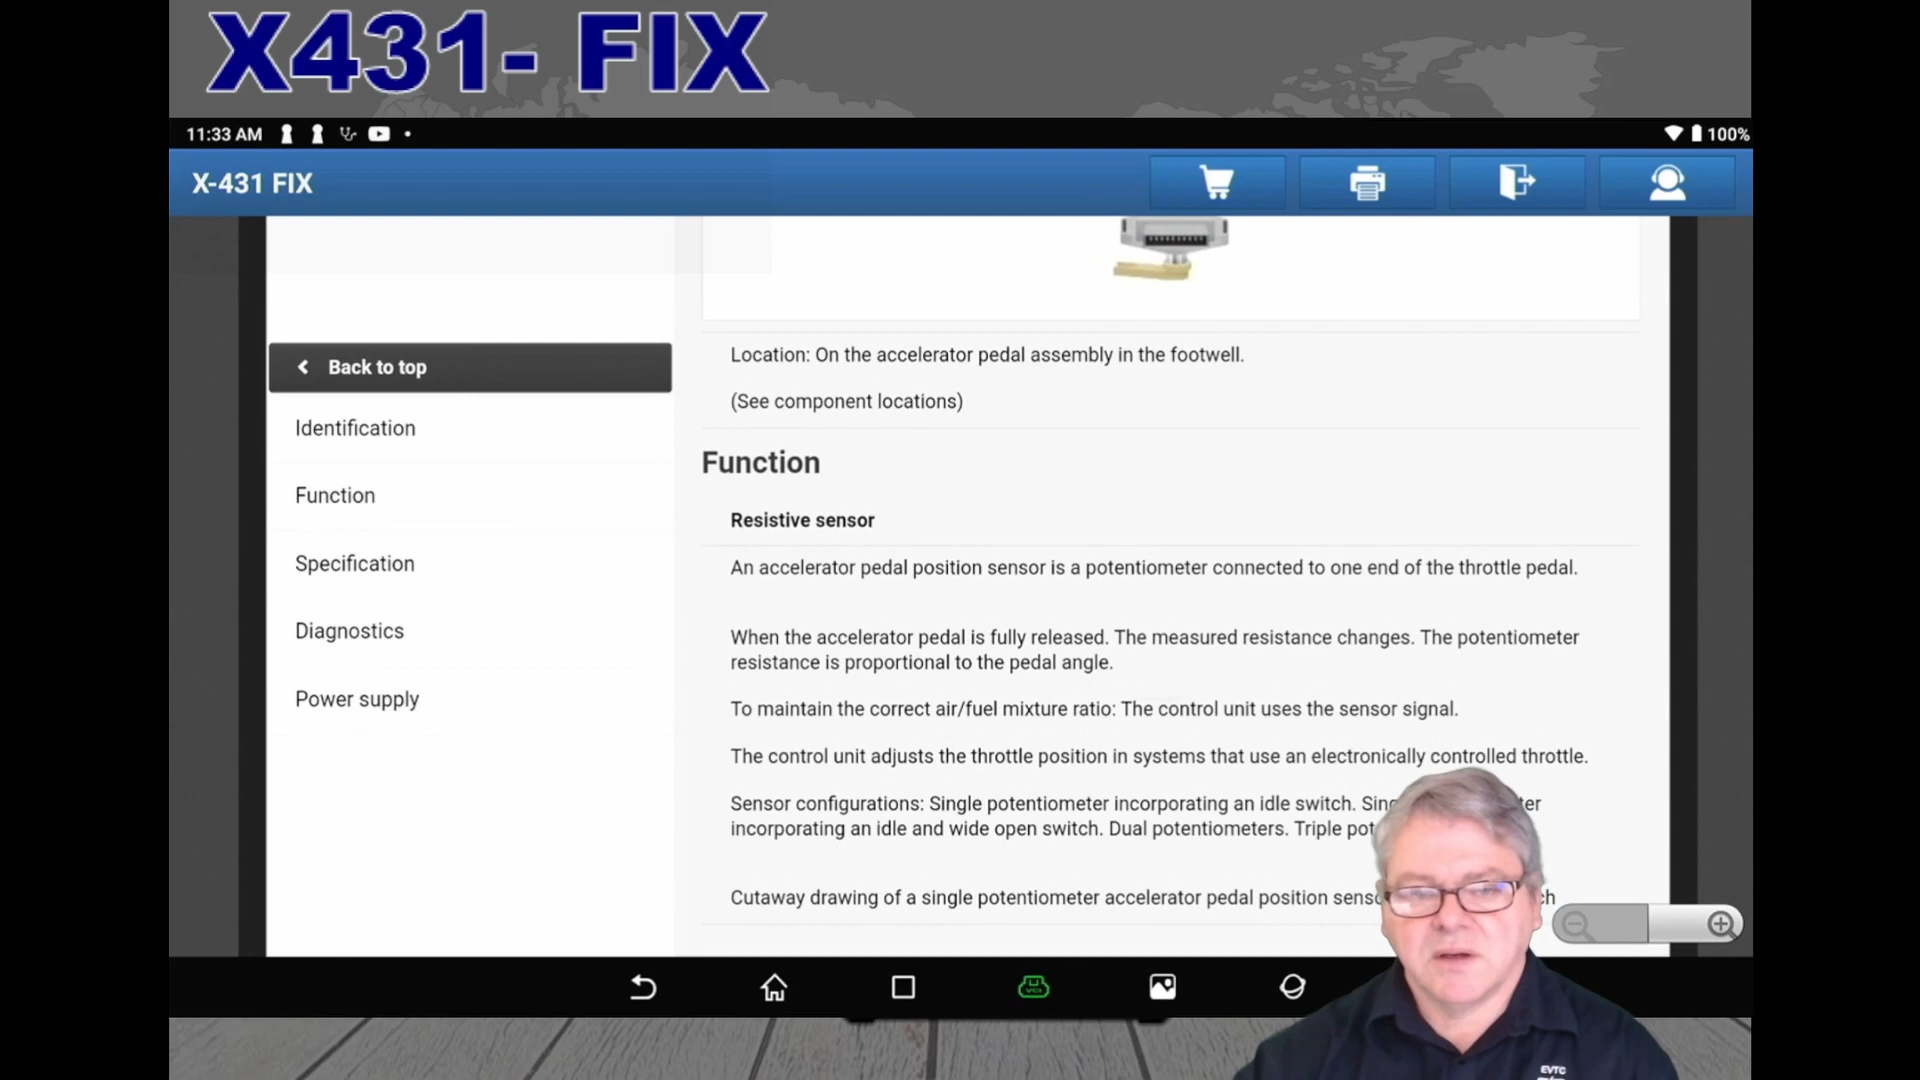 X431- FIX
11:33 AM
100%
X-431 FIX
Back to top
Identification
Function
Specification
Diagnostics
Power supply
Location: On the accelerator pedal assembly in the footwell.
(See component locations)
Function
Resistive sensor
An accelerator pedal position sensor is a potentiometer connected to one end of the throttle pedal.
When the accelerator pedal is fully released. The measured resistance changes. The potentiometer
resistance is proportional to the pedal angle.
To maintain the correct air/fuel mixture ratio: The control unit uses the sensor signal.
The control unit adjusts the throttle position in systems that use an electronically controlled throttle.
Sensor configurations: Single potentiometer incorporating an idle switch.
incorporating an idle and wide open switch. Dual potentiometers. Triple
Cutaway drawing of a single potentiometer accelerator pedal position
VCI
EVTC